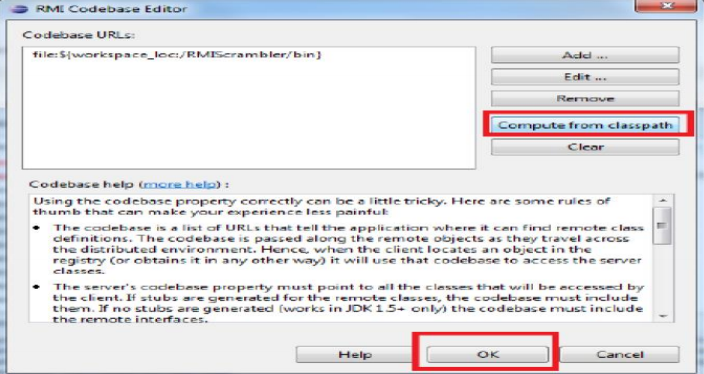 RMI Codebase Editor
Codebase URLs:
file:${workspace_loc:/RMIScrambler/bin}
Add ...
Edit ...
Remove
Compute from classpath
Clear
Codebase help (more help) :
Using the codebase property correctly can be a little tricky. Here are some rules of
thumb that can make your experience less painful:
• The codebase is a list of URLs that tell the application where it can find remote class
definitions. The codebase is passed along the remote objects as they travel across
the distributed environment. Hence, when the client locates an object in the
registry (or obtains it in any other way) it will use that codebase to access the server
classes.
• The server's codebase property must point to all the classes that will be accessed by
the client. If stubs are generated for the remote classes, the codebase must include
them. If no stubs are generated (works in JDK 1.5+ only) the codebase must include
the remote interfaces.
Help
OK
Cancel